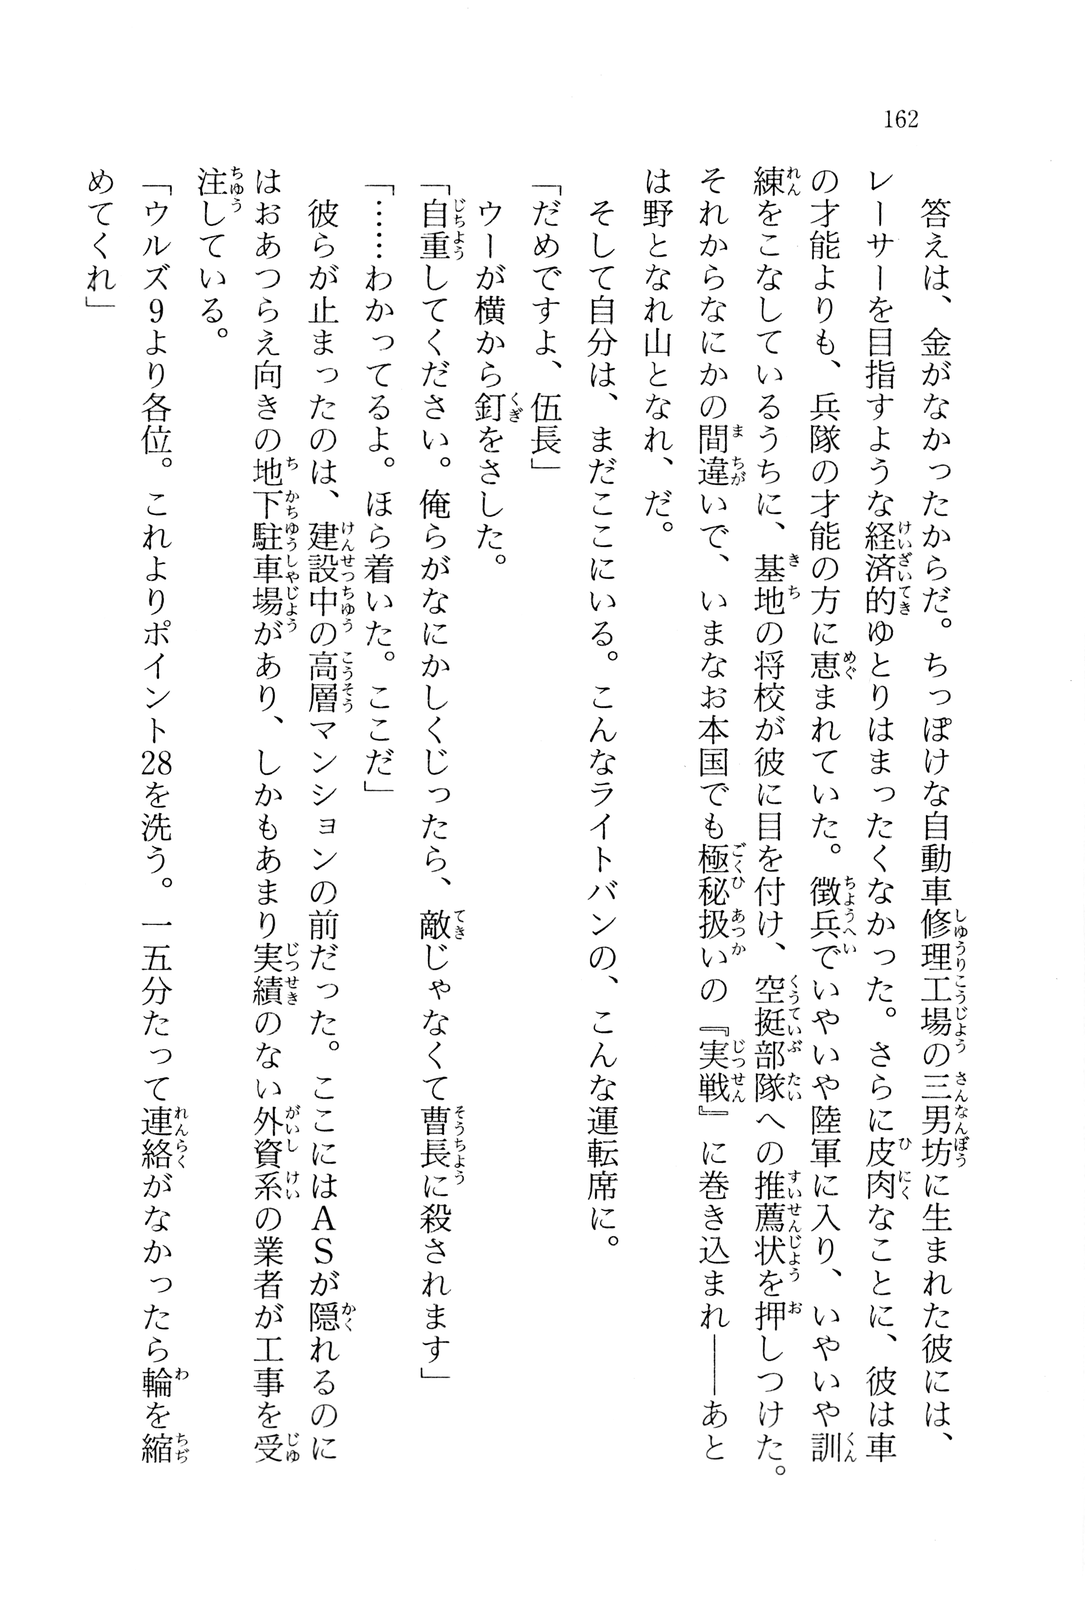 162
　答えは、金がなかったからだ。ちっぽけな自動車修理工場の三男坊に生まれた彼には、
レーサーを目指すような経済的ゆとりはまったくなかった。さらに皮肉なことに、彼は車
の才能よりも、兵隊の才能の方に恵まれていた。徴兵でいやいや陸軍に入り、いやいや訓
練をこなしているうちに、基地の将校が彼に目を付け、空挺部隊への推薦状を押しつけた。
それからなにかの間違いで、いまなお本国でも極秘扱いの『実戦』に巻き込まれ――あと
は野となれ山となれ、だ。
　そして自分は、まだここにいる。こんなライトバンの、こんな運転席に。
「だめですよ、伍長」
　ウーが横から釘をさした。
「自重してください。俺らがなにかしくじったら、敵じゃなくて曹長に殺されます」
「……わかってるよ。ほら着いた。ここだ」
　彼らが止まったのは、建設中の高層マンションの前だった。ここにはＡＳが隠れるのに
はおあつらえ向きの地下駐車場があり、しかもあまり実績のない外資系の業者が工事を受
注している。
「ウルズ９より各位。これよりポイント28を洗う。一五分たって連絡がなかったら輪を縮
めてくれ」